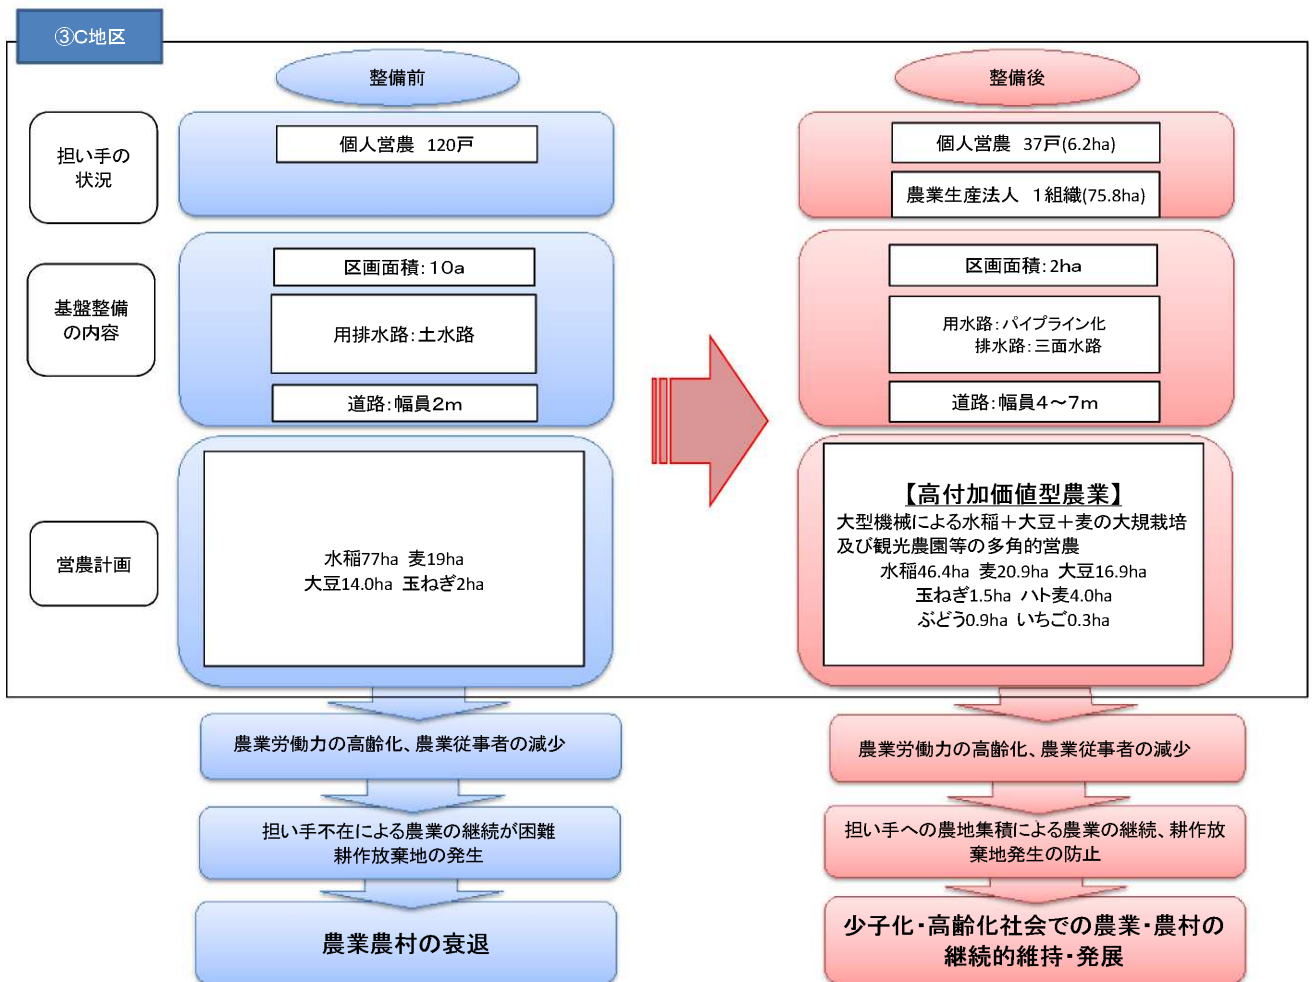 ③C地区
整備前
整備後
担い手の
状況
個人営農 120戸
個人営農 37戸(6.2ha)
農業生産法人 1組織(75.8ha)
基盤整備
の内容
区画面積：10a
用排水路：土水路
道路：幅員2m
区画面積：2ha
用水路：パイプライン化
排水路：三面水路
道路：幅員4～7m
営農計画
水稲77ha 麦19ha
大豆14.0ha 玉ねぎ2ha
【高付加価値型農業】
大型機械による水稲＋大豆＋麦の大規栽培
及び観光農園等の多角的営農
水稲46.4ha 麦20.9ha 大豆16.9ha
玉ねぎ1.5ha ハト麦4.0ha
ぶどう0.9ha いちご0.3ha
農業労働力の高齢化、農業従事者の減少
担い手不在による農業の継続が困難
耕作放棄地の発生
農業農村の衰退
農業労働力の高齢化、農業従事者の減少
担い手への農地集積による農業の継続、耕作放
棄地発生の防止
少子化・高齢化社会での農業・農村の
継続的維持・発展